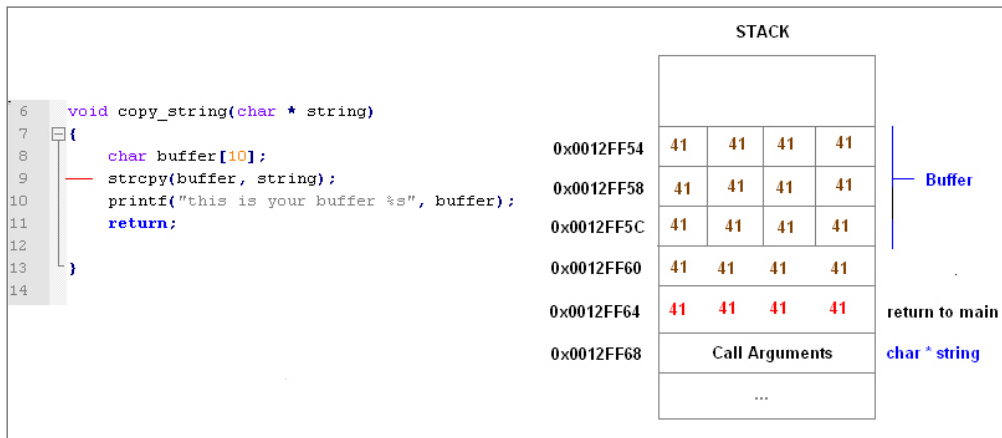 STACK
6 void copy_string(char * string)
7 {
8 char buffer[10];
9 strcpy(buffer, string);
10 printf("this is your buffer %s", buffer);
11 return;
12
13 }
14
0x0012FF54 41 41 41 41
0x0012FF58 41 41 41 41 Buffer
0x0012FF5C 41 41 41 41
0x0012FF60 41 41 41 41
0x0012FF64 41 41 41 41 return to main
0x0012FF68 Call Arguments char * string
...